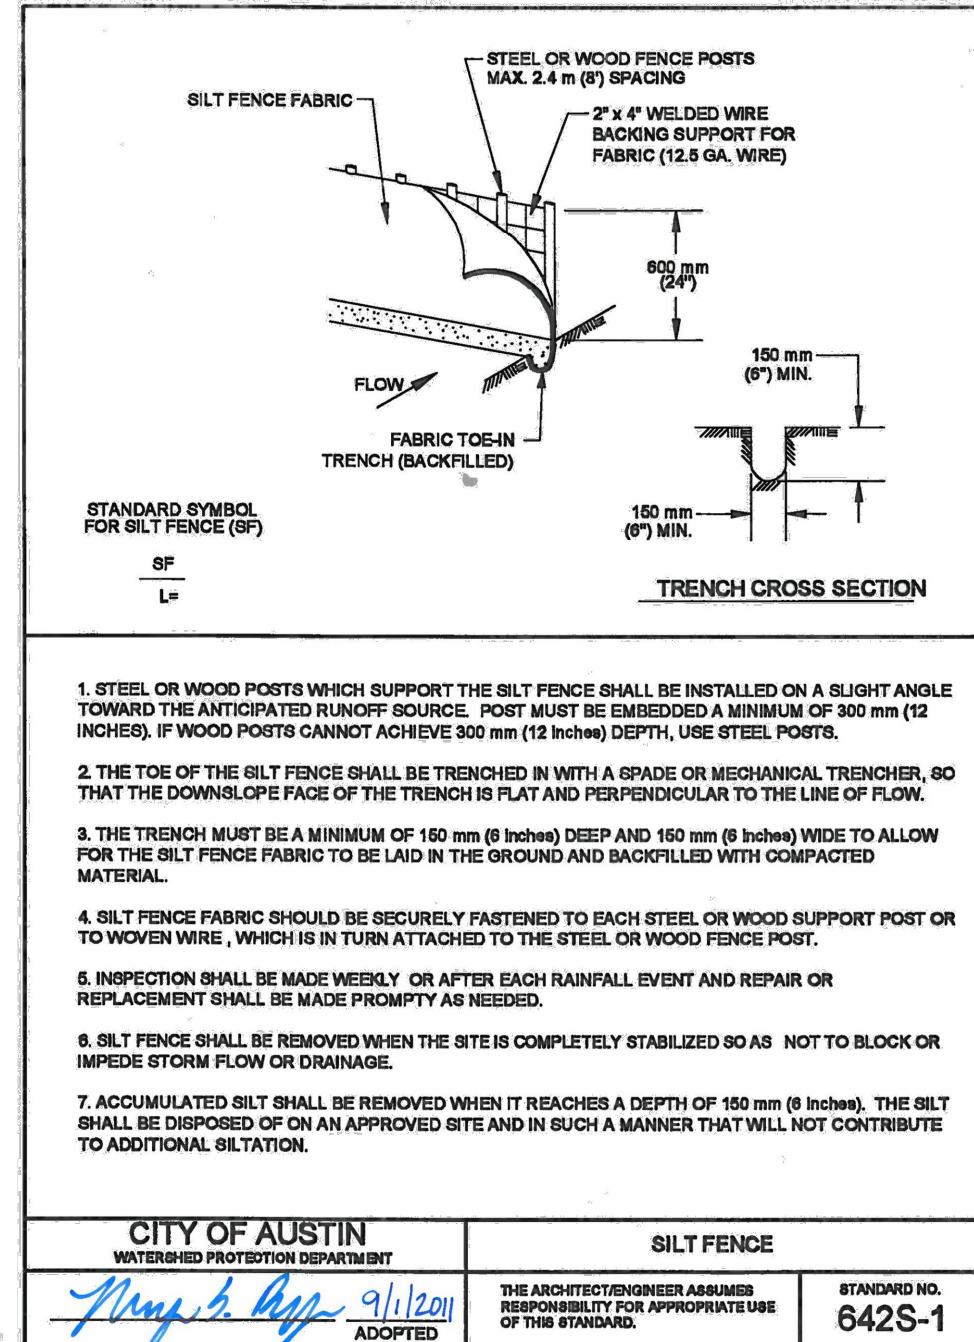 STEEL OR WOOD FENCE POSTS
MAX. 2.4 m (8') SPACING
SILT FENCE FABRIC
2" x 4" WELDED WIRE
BACKING SUPPORT FOR
FABRIC (12.5 GA. WIRE)
600 mm
(24")
150 mm
(6") MIN.
FLOW
FABRIC TOE-IN
TRENCH (BACKFILLED)
STANDARD SYMBOL
FOR SILT FENCE (SF)
150 mm
(6") MIN.
SF
L=
TRENCH CROSS SECTION
1. STEEL OR WOOD POSTS WHICH SUPPORT THE SILT FENCE SHALL BE INSTALLED ON A SLIGHT ANGLE
TOWARD THE ANTICIPATED RUNOFF SOURCE. POST MUST BE EMBEDDED A MINIMUM OF 300 mm (12
INCHES). IF WOOD POSTS CANNOT ACHIEVE 300 mm (12 inches) DEPTH, USE STEEL POSTS.
2. THE TOE OF THE SILT FENCE SHALL BE TRENCHED IN WITH A SPADE OR MECHANICAL TRENCHER, SO
THAT THE DOWNSLOPE FACE OF THE TRENCH IS FLAT AND PERPENDICULAR TO THE LINE OF FLOW.
3. THE TRENCH MUST BE A MINIMUM OF 150 mm (6 inches) DEEP AND 150 mm (6 inches) WIDE TO ALLOW
FOR THE SILT FENCE FABRIC TO BE LAID IN THE GROUND AND BACKFILLED WITH COMPACTED
MATERIAL.
4. SILT FENCE FABRIC SHOULD BE SECURELY FASTENED TO EACH STEEL OR WOOD SUPPORT POST OR
TO WOVEN WIRE , WHICH IS IN TURN ATTACHED TO THE STEEL OR WOOD FENCE POST.
5. INSPECTION SHALL BE MADE WEEKLY OR AFTER EACH RAINFALL EVENT AND REPAIR OR
REPLACEMENT SHALL BE MADE PROMPTY AS NEEDED.
6. SILT FENCE SHALL BE REMOVED WHEN THE SITE IS COMPLETELY STABILIZED SO AS NOT TO BLOCK OR
IMPEDE STORM FLOW OR DRAINAGE.
7. ACCUMULATED SILT SHALL BE REMOVED WHEN IT REACHES A DEPTH OF 150 mm (6 inches). THE SILT
SHALL BE DISPOSED OF ON AN APPROVED SITE AND IN SUCH A MANNER THAT WILL NOT CONTRIBUTE
TO ADDITIONAL SILTATION.
CITY OF AUSTIN
WATERSHED PROTECTION DEPARTMENT
SILT FENCE
9/1/2011
ADOPTED
THE ARCHITECT/ENGINEER ASSUMES
RESPONSIBILITY FOR APPROPRIATE USE
OF THIS STANDARD.
STANDARD NO.
642S-1